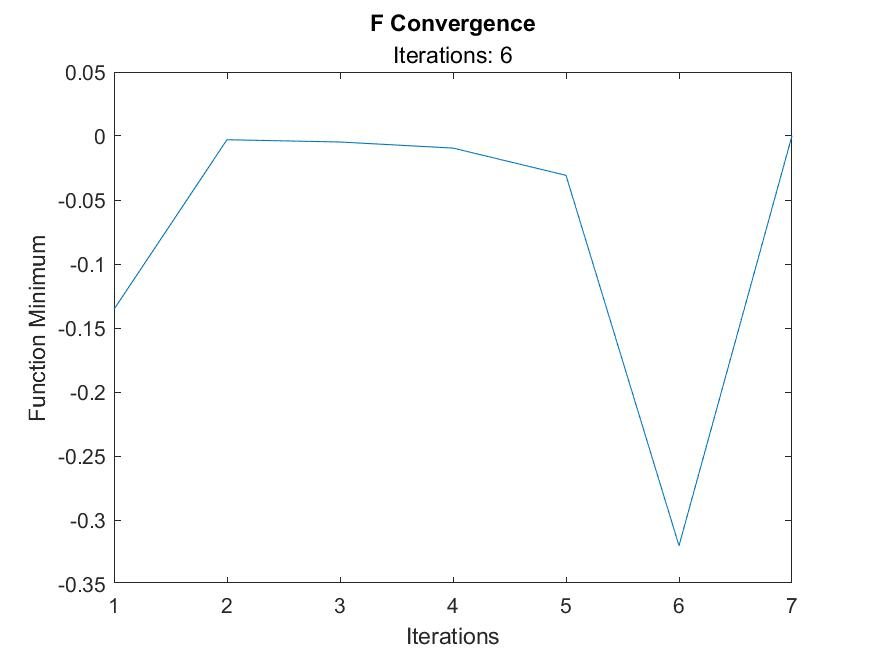 F Convergence
Iterations: 6
0.05
0
-0.05
-0.1
-0.15
-0.2
-0.25
-0.3
-0.35
Function Minimum
1 2 3 4 5 6 7
Iterations